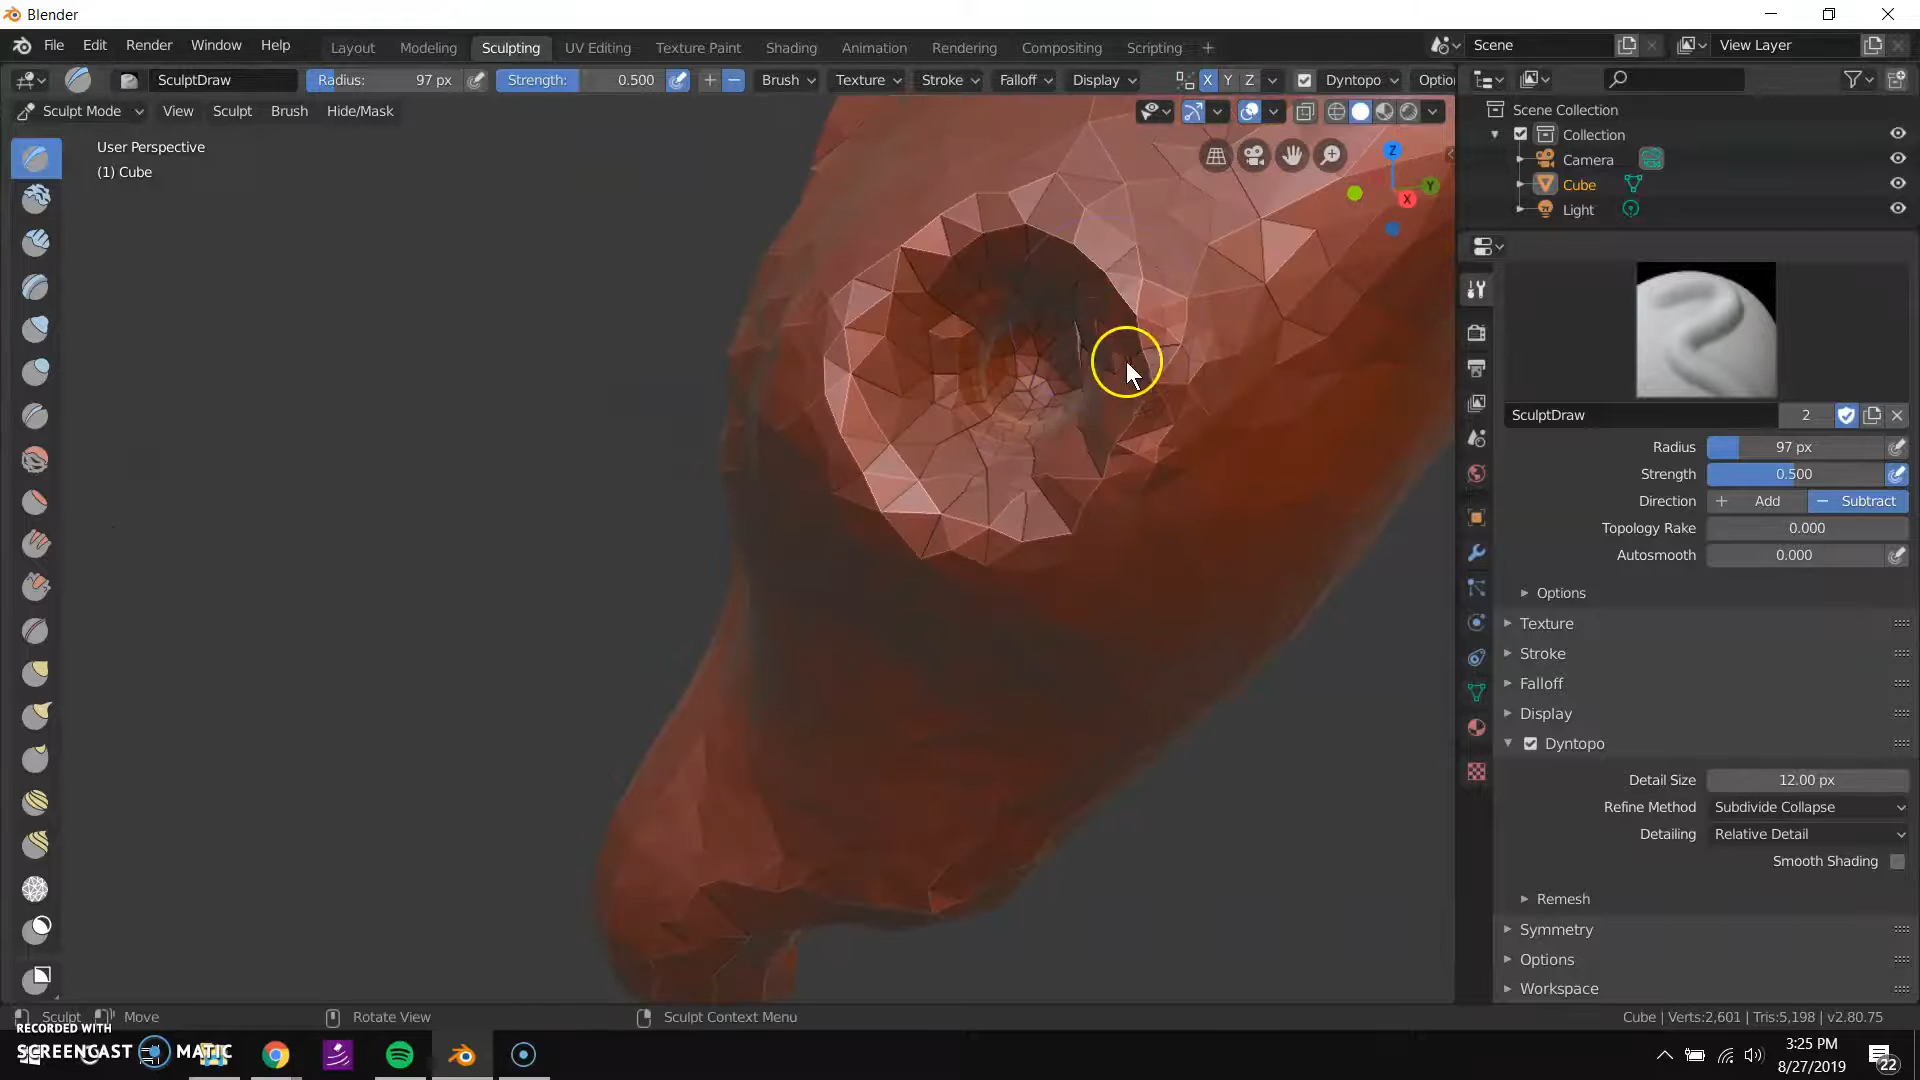 Blender
File Edit Render Window Help Layout Modeling Sculpting UV Editing Texture Paint Shading Animation Rendering Compositing Scripting + Scene View Layer
SculptDraw Radius: 97 px Strength: 0.500 Brush Texture Stroke Falloff Display X Y Z Dyntopo Optio
Sculpt Mode View Sculpt Brush Hide/Mask
User Perspective
(1) Cube
Z
Y
X
Scene Collection
Collection
Camera
Cube
Light
SculptDraw 2
Radius 97 px
Strength 0.500
Direction + Add − Subtract
Topology Rake 0.000
Autosmooth 0.000
Options
Texture
Stroke
Falloff
Display
Dyntopo
Detail Size 12.00 px
Refine Method Subdivide Collapse
Detailing Relative Detail
Smooth Shading
Remesh
Symmetry
Options
Workspace
Sculpt Move Rotate View Sculpt Context Menu Cube | Verts:2,601 | Tris:5,198 | v2.80.75
RECORDED WITH
SCREENCAST MATIC
3:25 PM
8/27/2019
22